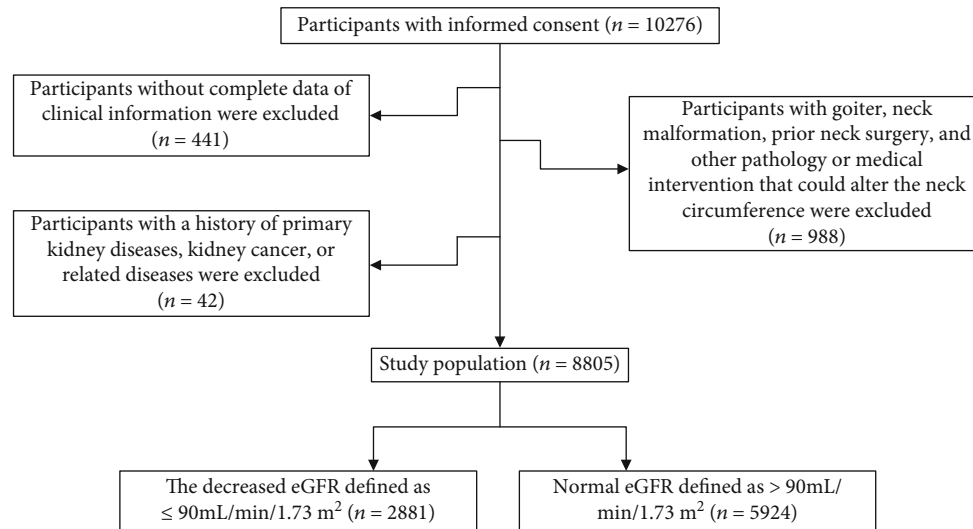 Participants with informed consent (n = 10276)
Participants without complete data of
clinical information were excluded
(n = 441)
Participants with goiter, neck
malformation, prior neck surgery, and
other pathology or medical
intervention that could alter the neck
circumference were excluded
(n = 988)
Participants with a history of primary
kidney diseases, kidney cancer, or
related diseases were excluded
(n = 42)
Study population (n = 8805)
The decreased eGFR defined as
≤ 90mL/min/1.73 m² (n = 2881)
Normal eGFR defined as > 90mL/
min/1.73 m² (n = 5924)